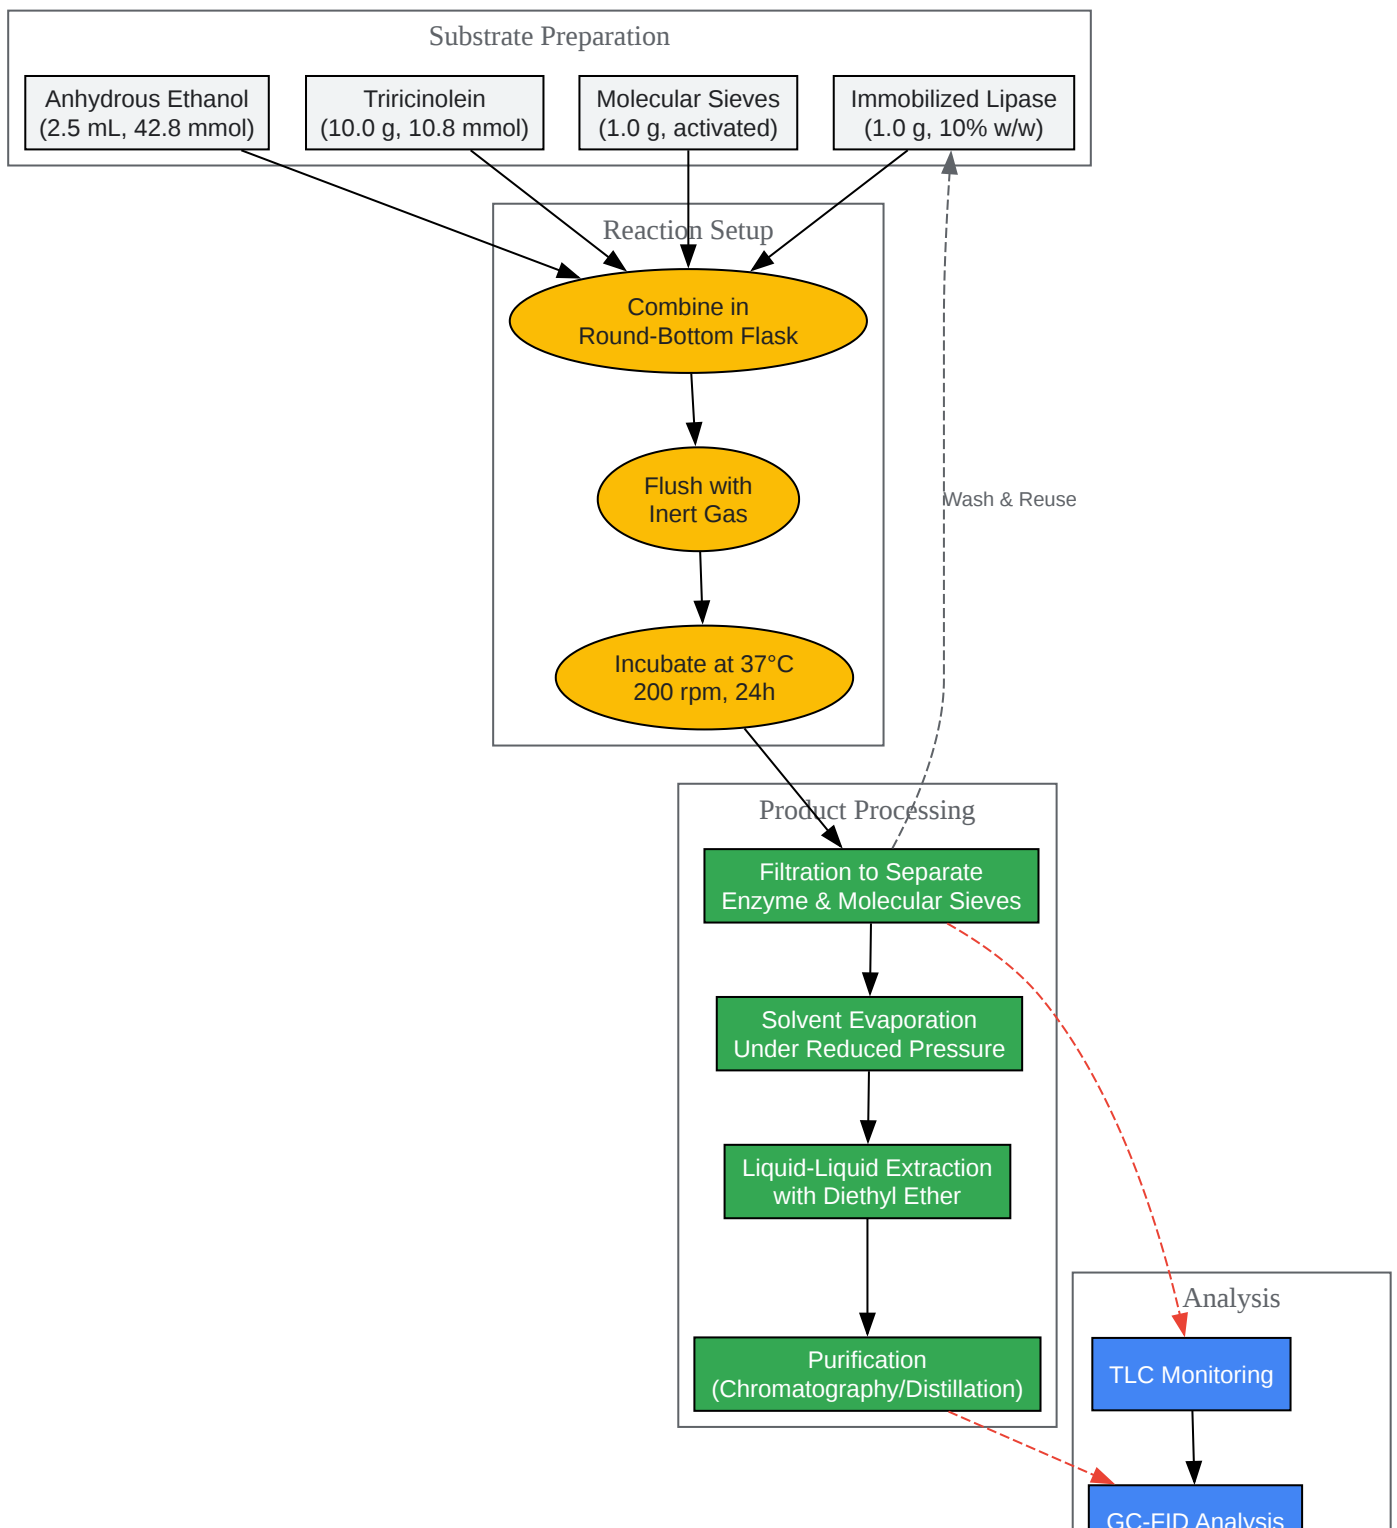 Substrate Preparation
Anhydrous Ethanol
(2.5 mL, 42.8 mmol)
Triricinolein
(10.0 g, 10.8 mmol)
Molecular Sieves
(1.0 g, activated)
Immobilized Lipase
(1.0 g, 10% w/w)
Reaction Setup
Combine in
Round-Bottom Flask
Flush with
Inert Gas
Wash & Reuse
Incubate at 37°C
200 rpm, 24h
Product Processing
Filtration to Separate
Enzyme & Molecular Sieves
Solvent Evaporation
Under Reduced Pressure
Liquid-Liquid Extraction
with Diethyl Ether
Purification
(Chromatography/Distillation)
Analysis
TLC Monitoring
GC-FID Analysis